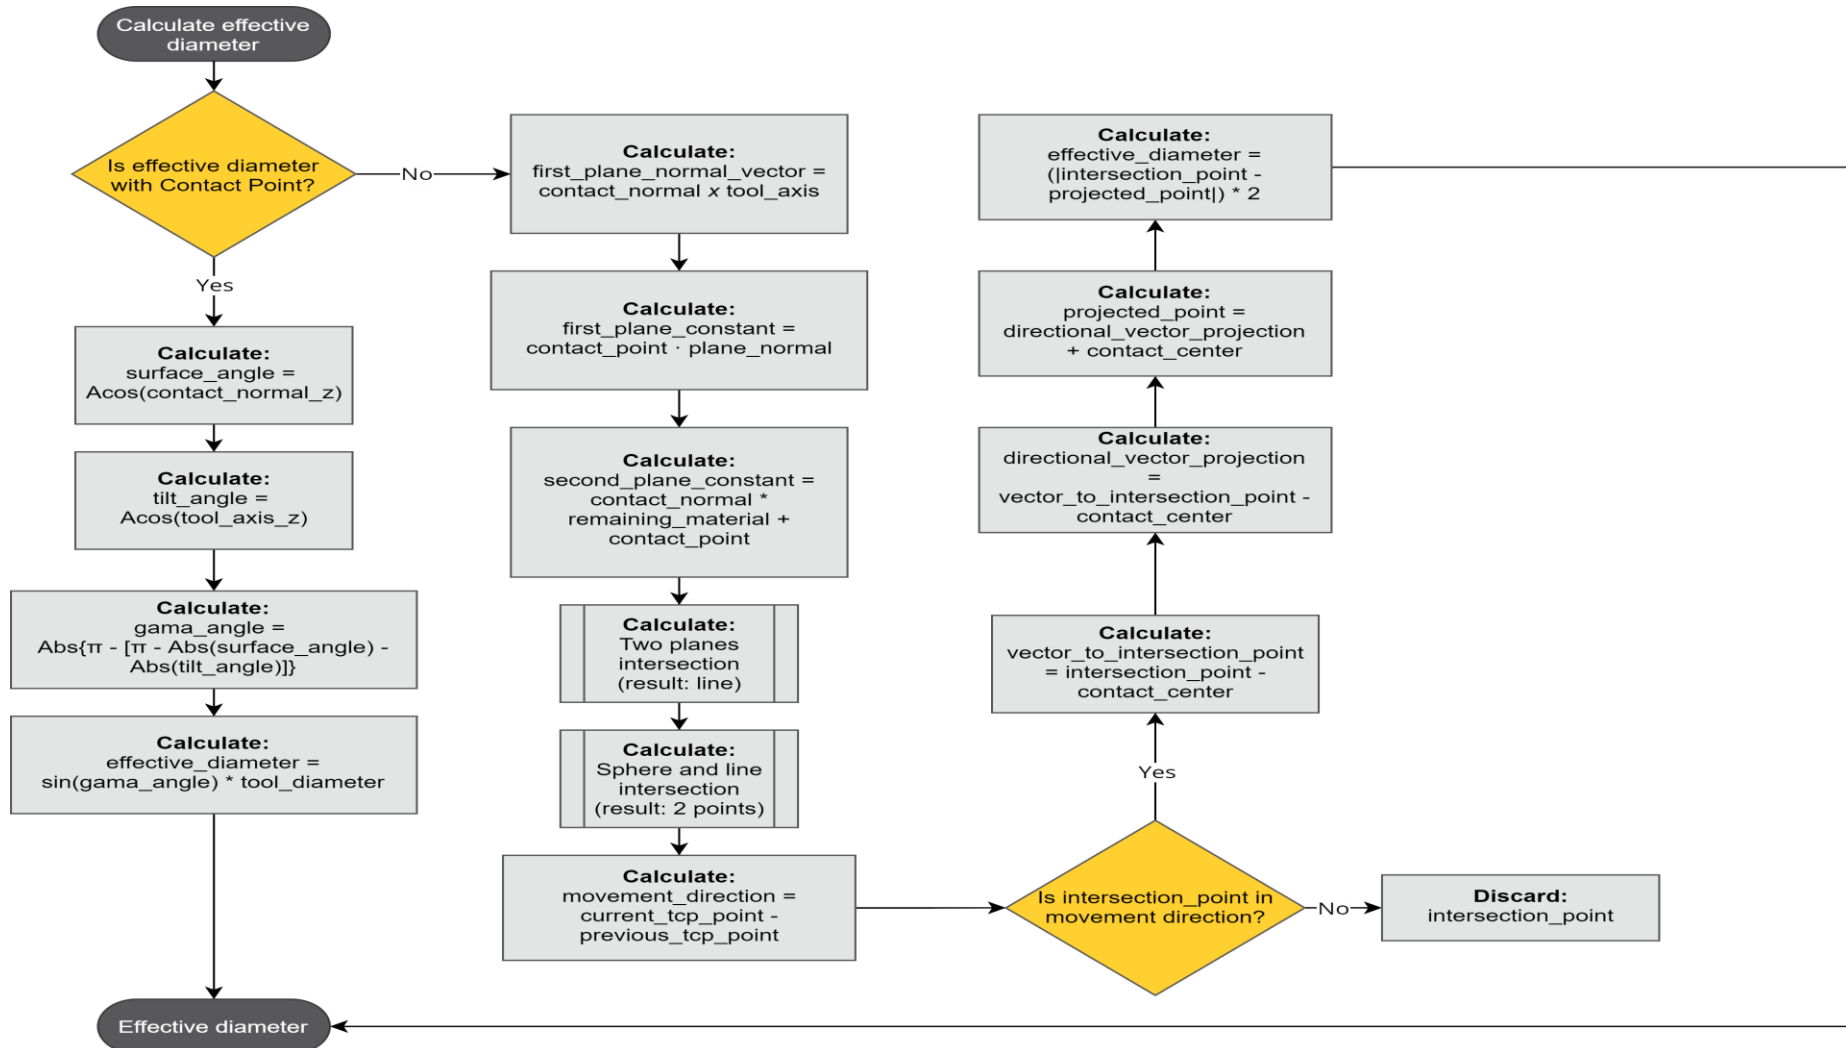 Calculate effective
diameter
Is effective diameter
with Contact Point?
No
Yes
Calculate:
surface_angle =
Acos(contact_normal_z)
Calculate:
tilt_angle =
Acos(tool_axis_z)
Calculate:
gama_angle =
Abs{π - [π - Abs(surface_angle) -
Abs(tilt_angle)]}
Calculate:
effective_diameter =
sin(gama_angle) * tool_diameter
Effective diameter
Calculate:
first_plane_normal_vector =
contact_normal x tool_axis
Calculate:
first_plane_constant =
contact_point · plane_normal
Calculate:
second_plane_constant =
contact_normal *
remaining_material +
contact_point
Calculate:
Two planes
intersection
(result: line)
Calculate:
Sphere and line
intersection
(result: 2 points)
Calculate:
movement_direction =
current_tcp_point -
previous_tcp_point
Is intersection_point in
movement direction?
No
Discard:
intersection_point
Yes
Calculate:
vector_to_intersection_point
= intersection_point -
contact_center
Calculate:
directional_vector_projection
=
vector_to_intersection_point -
contact_center
Calculate:
projected_point =
directional_vector_projection
+ contact_center
Calculate:
effective_diameter =
(|intersection_point -
projected_point|) * 2